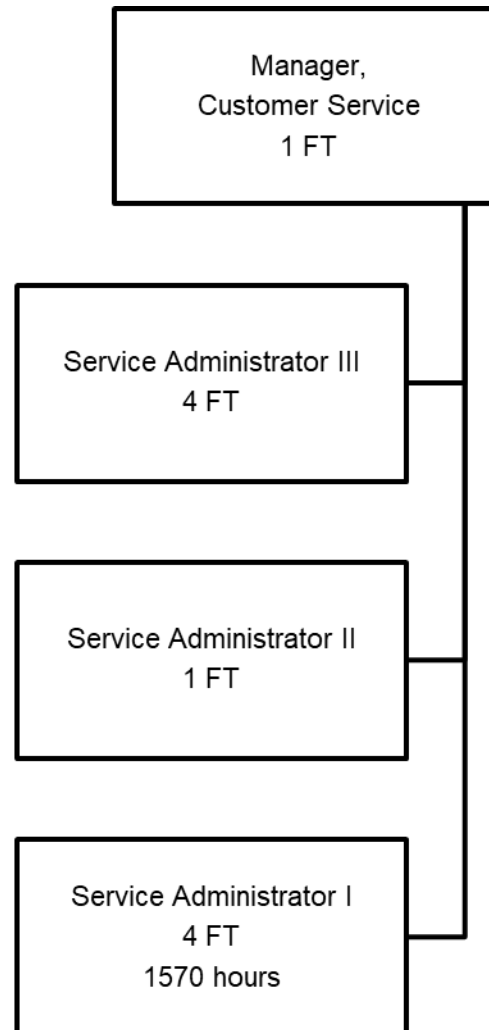 Manager,
Customer Service
1 FT
Service Administrator III
4 FT
Service Administrator II
1 FT
Service Administrator I
4 FT
1570 hours